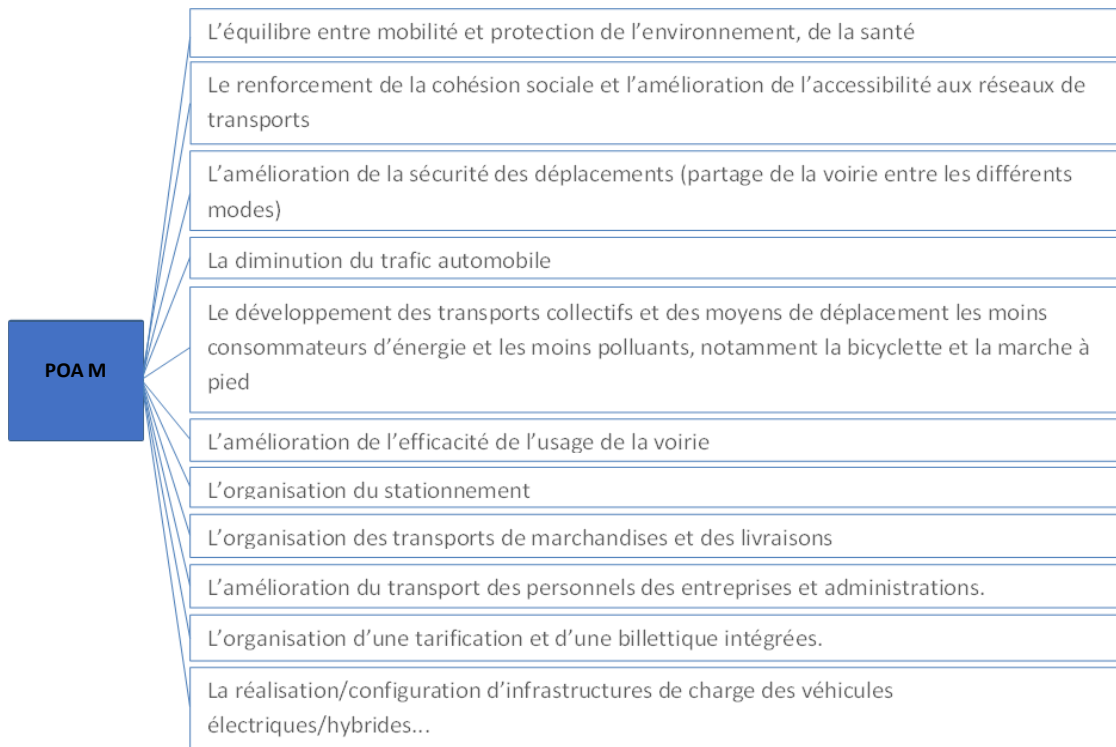 L’équilibre entre mobilité et protection de l’environnement, de la santé
Le renforcement de la cohésion sociale et l’amélioration de l’accessibilité aux réseaux de
transports
L’amélioration de la sécurité des déplacements (partage de la voirie entre les différents
modes)
La diminution du trafic automobile
Le développement des transports collectifs et des moyens de déplacement les moins
consommateurs d’énergie et les moins polluants, notamment la bicyclette et la marche à
pied
POA M
L’amélioration de l’efficacité de l’usage de la voirie
L’organisation du stationnement
L’organisation des transports de marchandises et des livraisons
L’amélioration du transport des personnels des entreprises et administrations.
L’organisation d’une tarification et d’une billettique intégrées.
La réalisation/configuration d’infrastructures de charge des véhicules
électriques/hybrides...